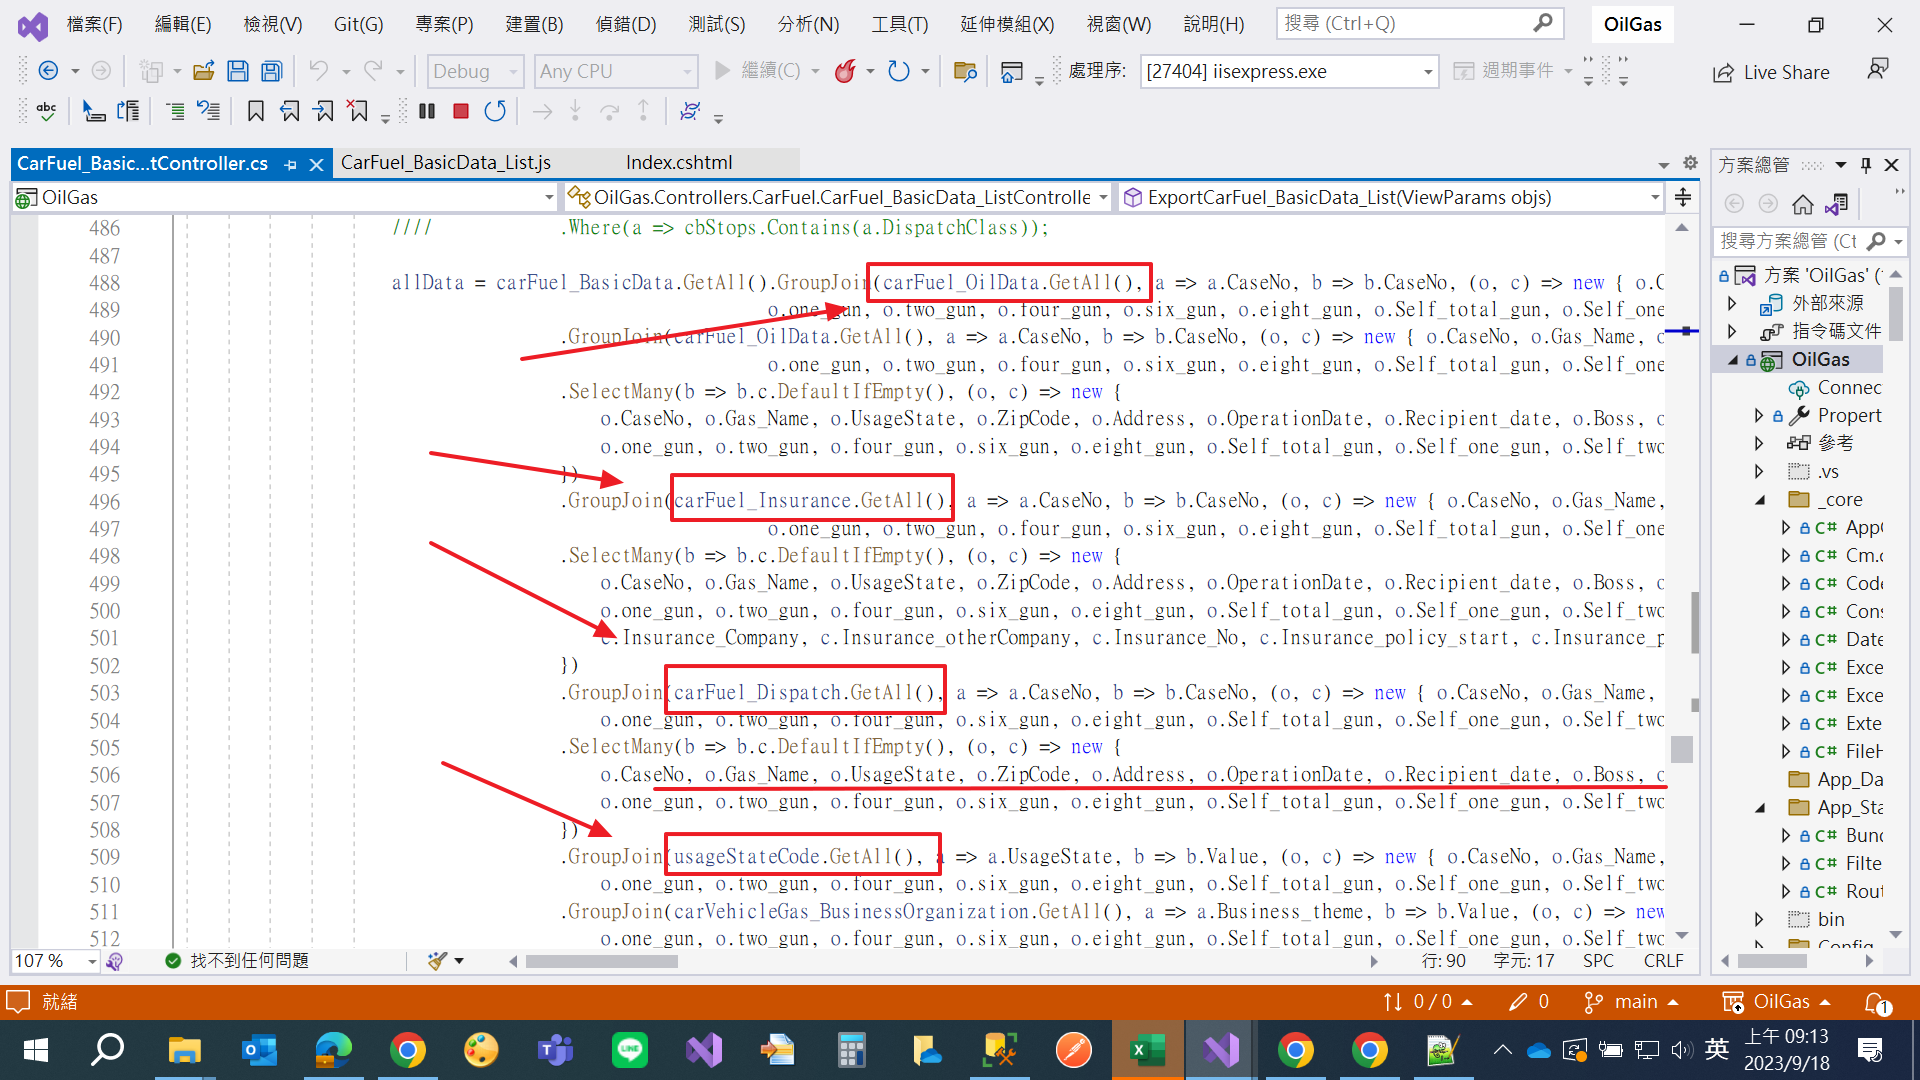 檔案(F) 編輯(E) 檢視(V) Git(G) 專案(P) 建置(B) 偵錯(D) 測試(S) 分析(N) 工具(T) 延伸模組(X) 視窗(W) 說明(H) 搜尋 (Ctrl+Q) OilGas
Debug Any CPU 繼續(C) 處理序: [27404] iisexpress.exe 週期事件 Live Share
abc
CarFuel_Basic...tController.cs CarFuel_BasicData_List.js Index.cshtml
OilGas OilGas.Controllers.CarFuel.CarFuel_BasicData_ListControlle ExportCarFuel_BasicData_List(ViewParams objs)
486 //// .Where(a => cbStops.Contains(a.DispatchClass));
487
488 allData = carFuel_BasicData.GetAll().GroupJoin(carFuel_OilData.GetAll(), a => a.CaseNo, b => b.CaseNo, (o, c) => new { o.C
489 o.one_gun, o.two_gun, o.four_gun, o.six_gun, o.eight_gun, o.Self_total_gun, o.Self_one
490 .GroupJoin(carFuel_OilData.GetAll(), a => a.CaseNo, b => b.CaseNo, (o, c) => new { o.CaseNo, o.Gas_Name, o
491 o.one_gun, o.two_gun, o.four_gun, o.six_gun, o.eight_gun, o.Self_total_gun, o.Self_one
492 .SelectMany(b => b.c.DefaultIfEmpty(), (o, c) => new {
493 o.CaseNo, o.Gas_Name, o.UsageState, o.ZipCode, o.Address, o.OperationDate, o.Recipient_date, o.Boss, o
494 o.one_gun, o.two_gun, o.four_gun, o.six_gun, o.eight_gun, o.Self_total_gun, o.Self_one_gun, o.Self_two
495 })
496 .GroupJoin(carFuel_Insurance.GetAll(), a => a.CaseNo, b => b.CaseNo, (o, c) => new { o.CaseNo, o.Gas_Name,
497 o.one_gun, o.two_gun, o.four_gun, o.six_gun, o.eight_gun, o.Self_total_gun, o.Self_one
498 .SelectMany(b => b.c.DefaultIfEmpty(), (o, c) => new {
499 o.CaseNo, o.Gas_Name, o.UsageState, o.ZipCode, o.Address, o.OperationDate, o.Recipient_date, o.Boss, o
500 o.one_gun, o.two_gun, o.four_gun, o.six_gun, o.eight_gun, o.Self_total_gun, o.Self_one_gun, o.Self_two
501 c.Insurance_Company, c.Insurance_otherCompany, c.Insurance_No, c.Insurance_policy_start, c.Insurance_p
502 })
503 .GroupJoin(carFuel_Dispatch.GetAll(), a => a.CaseNo, b => b.CaseNo, (o, c) => new { o.CaseNo, o.Gas_Name,
504 o.one_gun, o.two_gun, o.four_gun, o.six_gun, o.eight_gun, o.Self_total_gun, o.Self_one_gun, o.Self_two
505 .SelectMany(b => b.c.DefaultIfEmpty(), (o, c) => new {
506 o.CaseNo, o.Gas_Name, o.UsageState, o.ZipCode, o.Address, o.OperationDate, o.Recipient_date, o.Boss, o
507 o.one_gun, o.two_gun, o.four_gun, o.six_gun, o.eight_gun, o.Self_total_gun, o.Self_one_gun, o.Self_two
508 })
509 .GroupJoin(usageStateCode.GetAll(), a => a.UsageState, b => b.Value, (o, c) => new { o.CaseNo, o.Gas_Name,
510 o.one_gun, o.two_gun, o.four_gun, o.six_gun, o.eight_gun, o.Self_total_gun, o.Self_one_gun, o.Self_two
511 .GroupJoin(carVehicleGas_BusinessOrganization.GetAll(), a => a.Business_theme, b => b.Value, (o, c) => new
512 o.one_gun, o.two_gun, o.four_gun, o.six_gun, o.eight_gun, o.Self_total_gun, o.Self_one_gun, o.Self_two
107 % 找不到任何問題 行: 90 字元: 17 SPC CRLF
方案總管
搜尋方案總管 (Ct
方案 'OilGas' (
外部來源
指令碼文件
OilGas
Connec
Propert
參考
.vs
_core
C# App
C# Cm.
C# Code
C# Cons
C# Date
C# Exce
C# Exce
C# Exte
C# FileH
App_Da
App_Sta
C# Bund
C# Filte
C# Rout
bin
Config
就緒 0 / 0 0 main OilGas 1
英 上午 09:13
2023/9/18